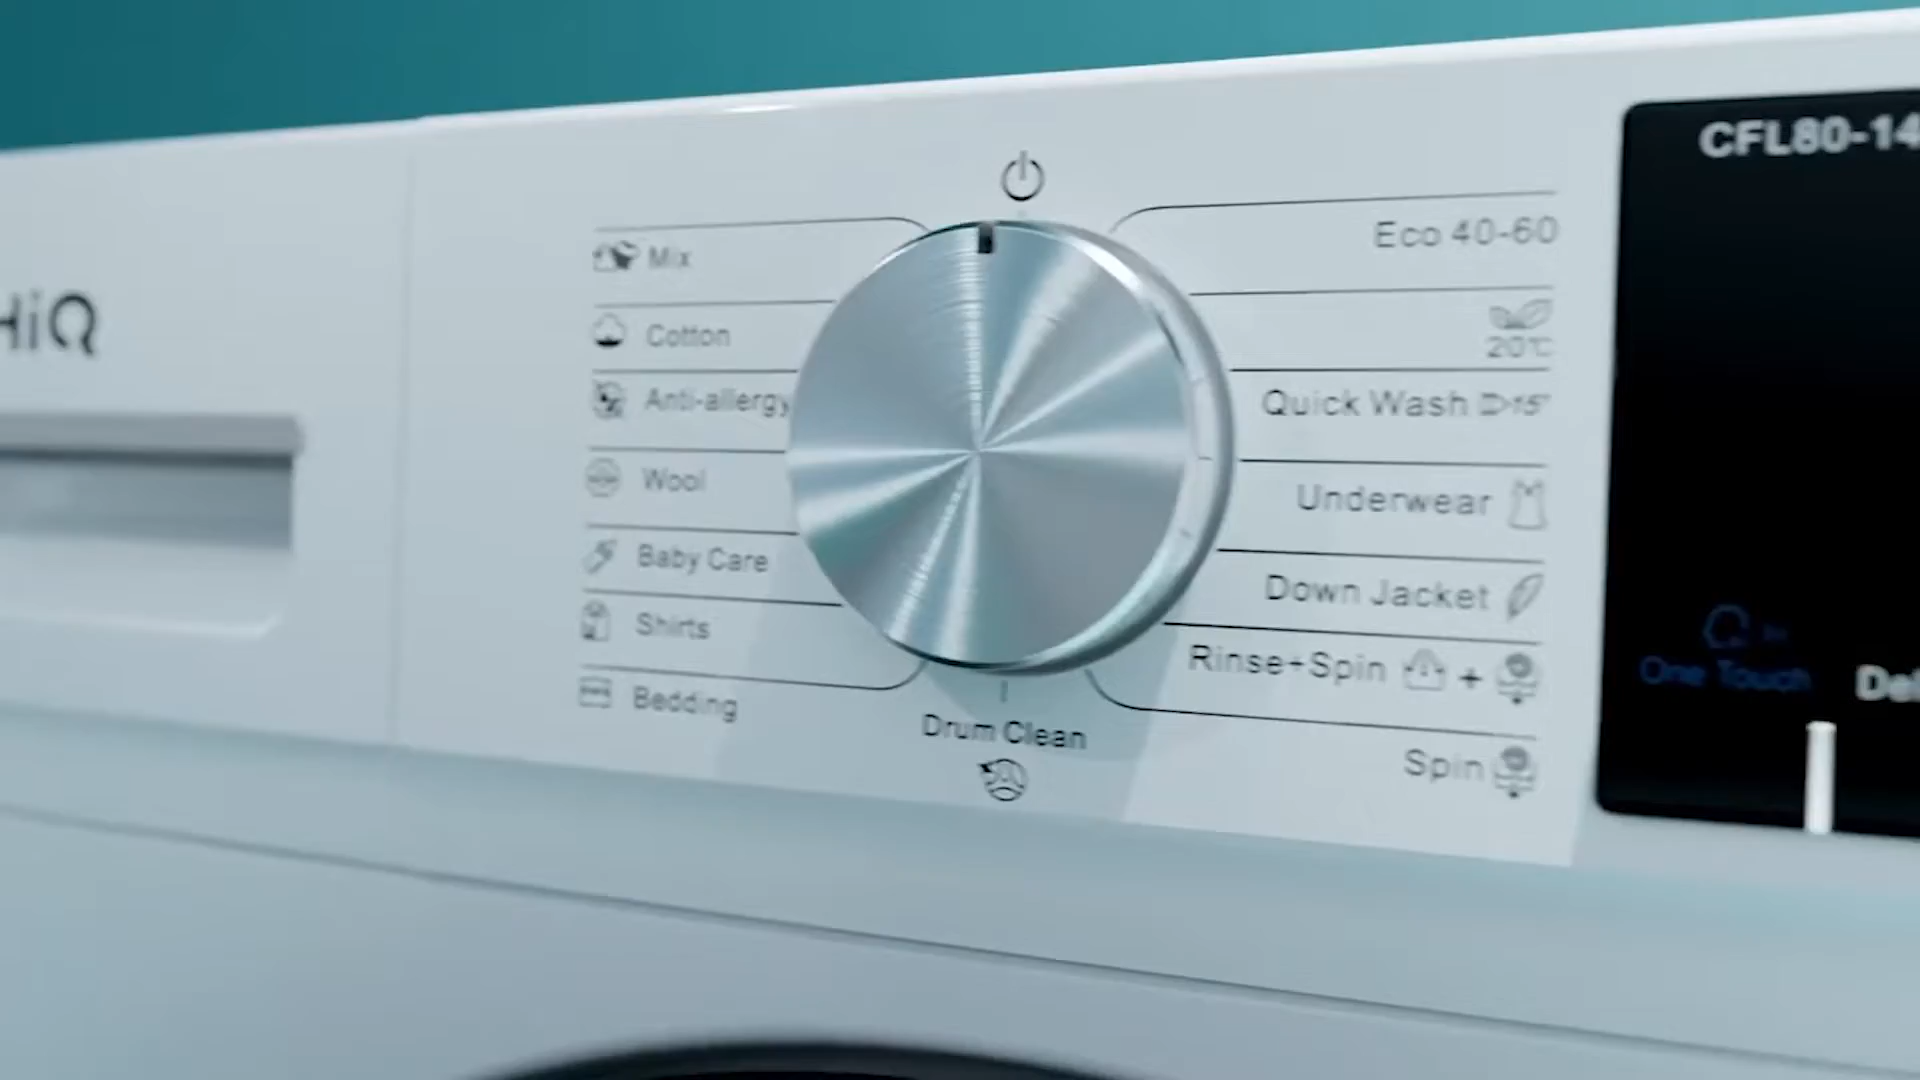 HiQ
Mix
Cotton
Anti-allergy
Wool
Baby Care
Shirts
Bedding
Drum Clean
Eco 40-60
20℃
Quick Wash 15'
Underwear
Down Jacket
Rinse+Spin +
Spin
CFL80-14
One Touch
Del